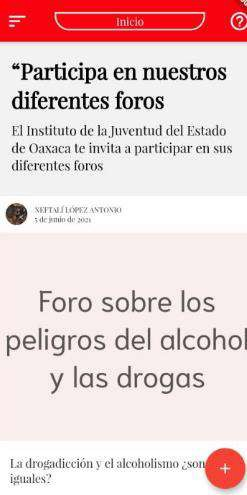 Inicio
“Participa en nuestros
diferentes foros
El Instituto de la Juventud del Estado
de Oaxaca te invita a participar en sus
diferentes foros
NEFTALÍ LÓPEZ ANTONIO
5 de junio de 2021
Foro sobre los
peligros del alcohol
y las drogas
La drogadicción y el alcoholismo ¿son
iguales?